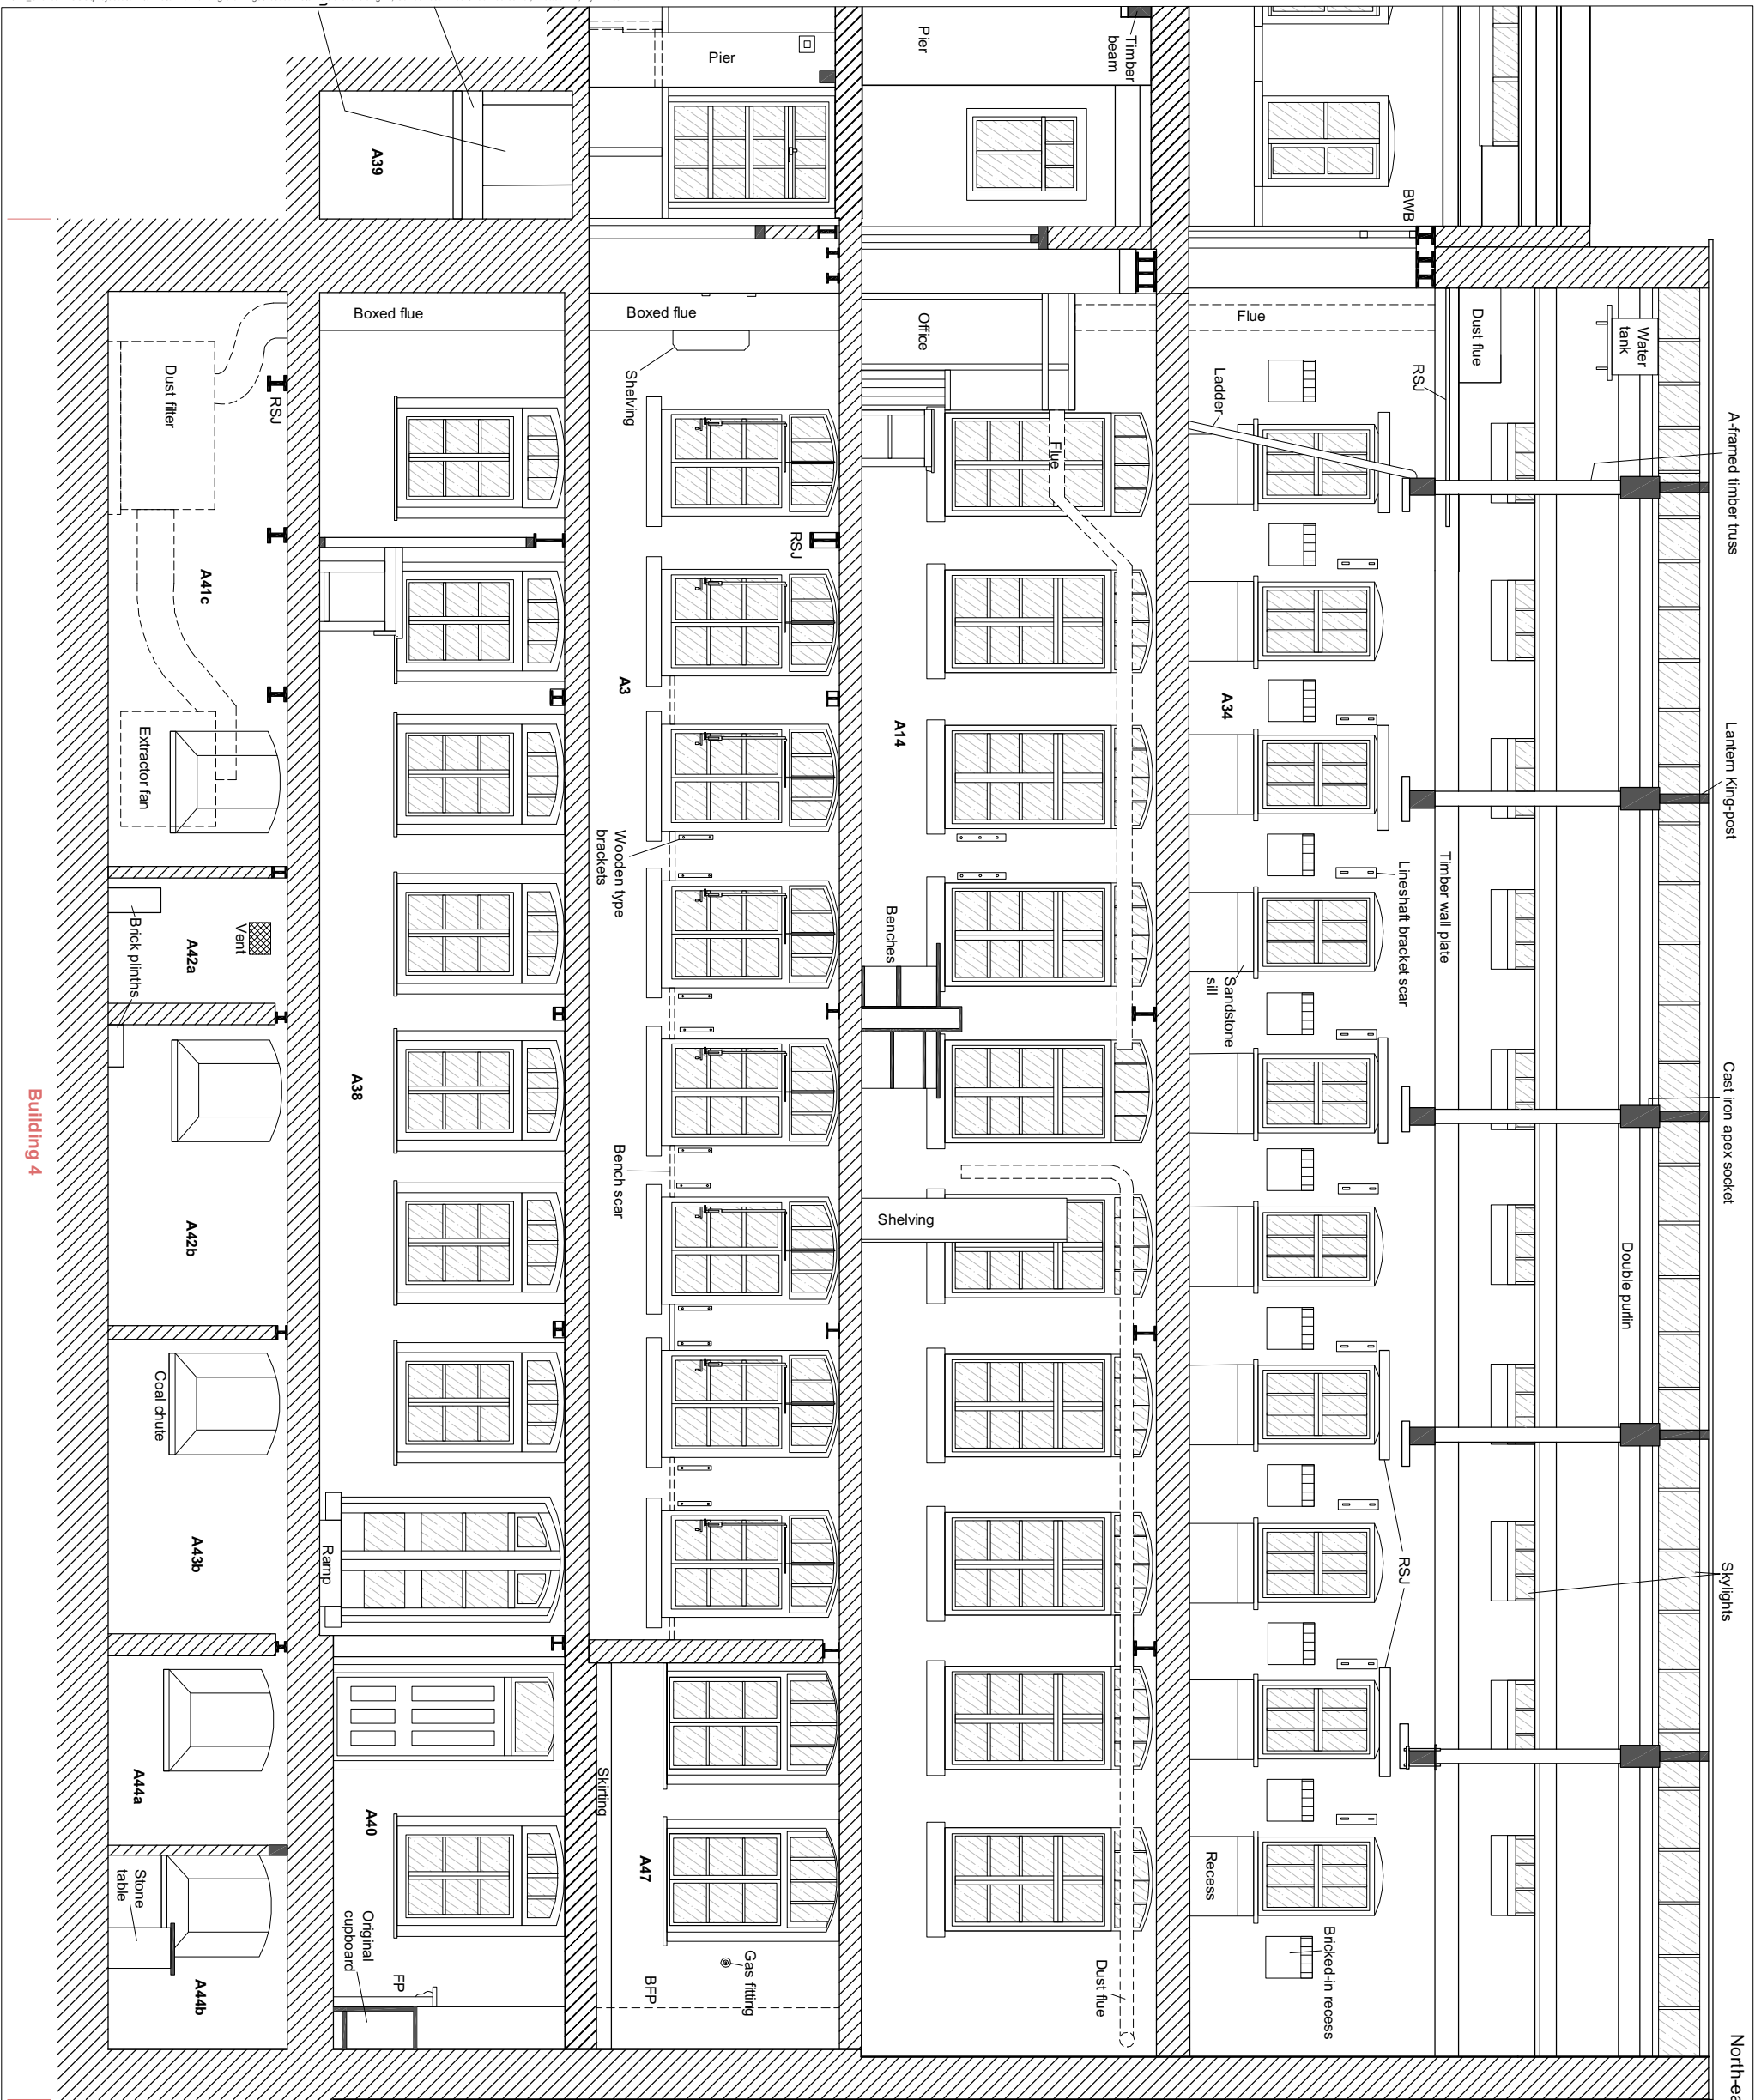 North-ea
A-framed timber truss
Lantern King-post
Cast iron apex socket
Skylights
Water
tank
Double purlin
Dust flue
RSJ
Timber wall plate
BWB
Flue
Ladder
Lineshaft bracket scar
RSJ
A34
Sandstone
sill
Recess
Bricked-in recess
Timber
beam
Pier
Office
Flue
A14
Benches
Shelving
Dust flue
Pier
Boxed flue
Shelving
RSJ
A3
Wooden type
brackets
Bench scar
Skirting
A47
Gas fitting
BFP
A39
Boxed flue
A38
Ramp
A40
Original
cupboard
FP
Dust filter
RSJ
A41c
Extractor fan
Brick plinths
Vent
A42a
A42b
Coal chute
A43b
A44a
Stone
table
A44b
Building 4